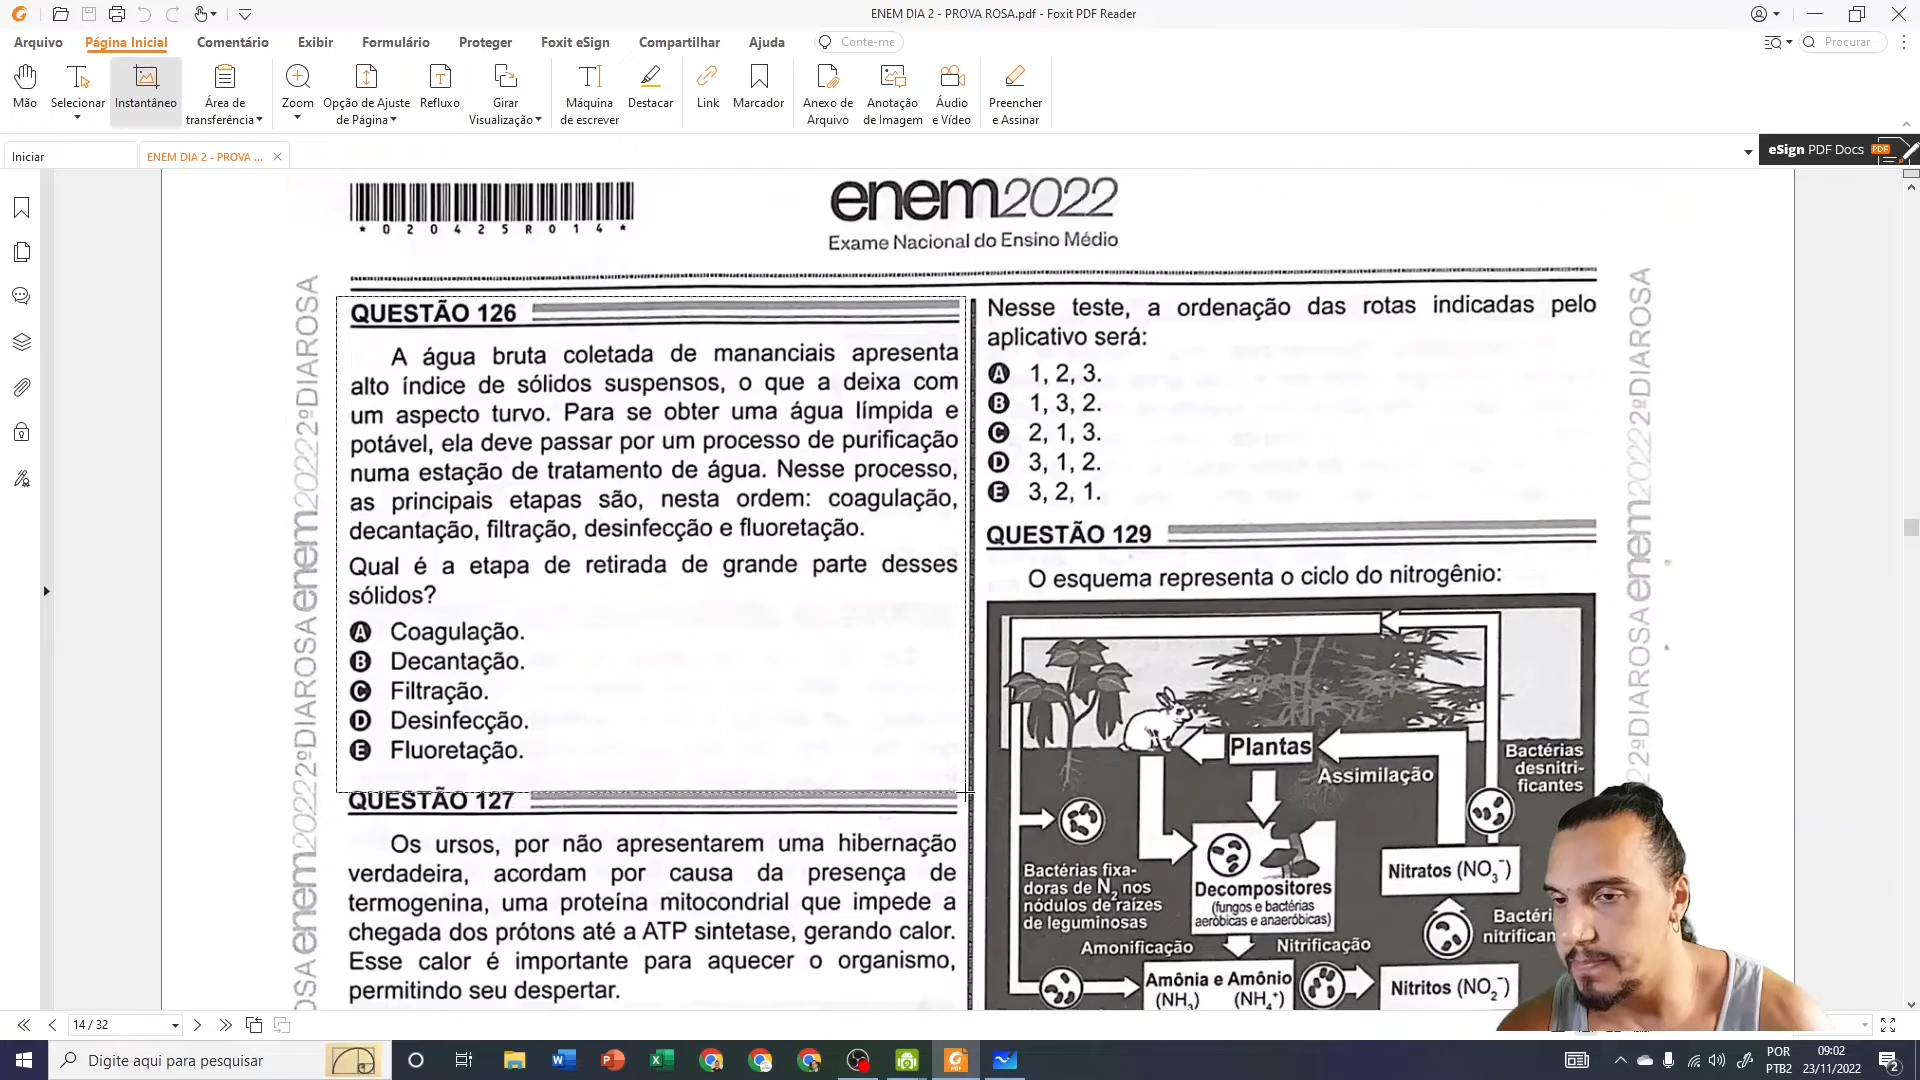 ENEM DIA 2 - PROVA ROSA.pdf - Foxit PDF Reader
Arquivo
Página Inicial
Comentário
Exibir
Formulário
Proteger
Foxit eSign
Compartilhar
Ajuda
Conte-me
Procurar
Mão
Selecionar
Instantâneo
Área de
transferência
Zoom
Opção de Ajuste
de Página
Refluxo
Girar
Visualização
Máquina
de escrever
Destacar
Link
Marcador
Anexo de
Arquivo
Anotação
de Imagem
Áudio
e Vídeo
Preencher
e Assinar
Iniciar
ENEM DIA 2 - PROVA ...
eSign PDF Docs
PDF
*020425R014*
enem2022
Exame Nacional do Ensino Médio
QUESTÃO 126
A água bruta coletada de mananciais apresenta
alto índice de sólidos suspensos, o que a deixa com
um aspecto turvo. Para se obter uma água límpida e
potável, ela deve passar por um processo de purificação
numa estação de tratamento de água. Nesse processo,
as principais etapas são, nesta ordem: coagulação,
decantação, filtração, desinfecção e fluoretação.
Qual é a etapa de retirada de grande parte desses
sólidos?
A Coagulação.
B Decantação.
C Filtração.
D Desinfecção.
E Fluoretação.
QUESTÃO 127
Os ursos, por não apresentarem uma hibernação
verdadeira, acordam por causa da presença de
termogenina, uma proteína mitocondrial que impede a
chegada dos prótons até a ATP sintetase, gerando calor.
Esse calor é importante para aquecer o organismo,
permitindo seu despertar.
Nesse teste, a ordenação das rotas indicadas pelo
aplicativo será:
A 1, 2, 3.
B 1, 3, 2.
C 2, 1, 3.
D 3, 1, 2.
E 3, 2, 1.
QUESTÃO 129
O esquema representa o ciclo do nitrogênio:
Plantas
Assimilação
Bactérias
desnitri-
ficantes
Bactérias fixa-
doras de N2 nos
nódulos de raízes
de leguminosas
Decompositores
(fungos e bactérias
aeróbicas e anaeróbicas)
Nitratos (NO3⁻)
Amonificação
Nitrificação
Amônia e Amônio
(NH3) (NH4⁺)
Nitritos (NO2⁻)
enem2022 2ºDIAROSA
enem2022 2ºDIAROSA
14 / 32
Digite aqui para pesquisar
POR
PTB2
09:02
23/11/2022
2